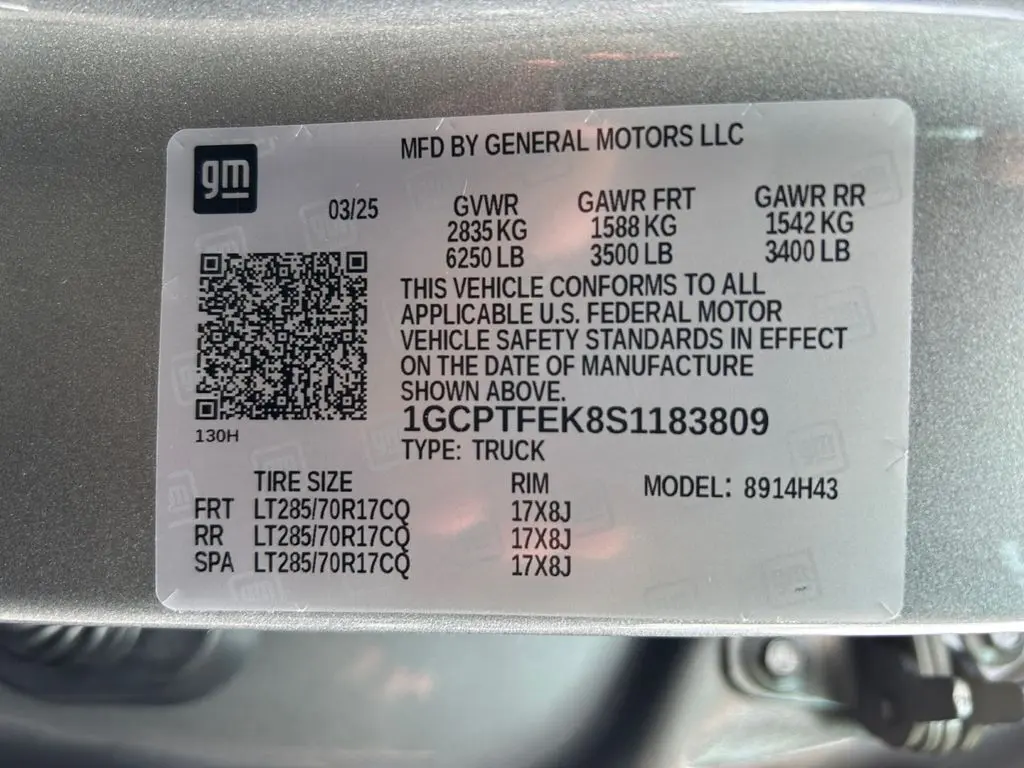 gm
MFD BY GENERAL MOTORS LLC
03/25
GVWR GAWR FRT GAWR RR
2835 KG 1588 KG 1542 KG
6250 LB 3500 LB 3400 LB
THIS VEHICLE CONFORMS TO ALL
APPLICABLE U.S. FEDERAL MOTOR
VEHICLE SAFETY STANDARDS IN EFFECT
ON THE DATE OF MANUFACTURE
SHOWN ABOVE.
1GCPTFEK8S1183809
130H
TYPE: TRUCK
TIRE SIZE RIM MODEL: 8914H43
FRT LT285/70R17CQ 17X8J
RR LT285/70R17CQ 17X8J
SPA LT285/70R17CQ 17X8J